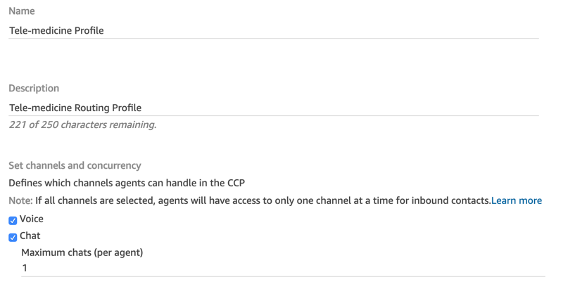 Name
Tele-medicine Profile
Description
Tele-medicine Routing Profile
221 of 250 characters remaining.
Set channels and concurrency
Defines which channels agents can handle in the CCP
Note: If all channels are selected, agents will have access to only one channel at a time for inbound contacts.Learn more
Voice
Chat
Maximum chats (per agent)
1